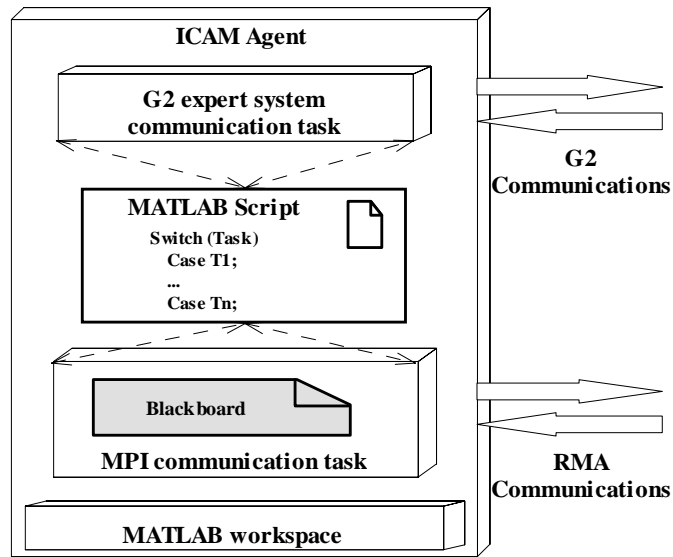 ICAM Agent
G2 expert system
communication task
G2
Communications
MATLAB Script
Switch (Task)
Case T1;
...
Case Tn;
Blackboard
MPI communication task
RMA
Communications
MATLAB workspace